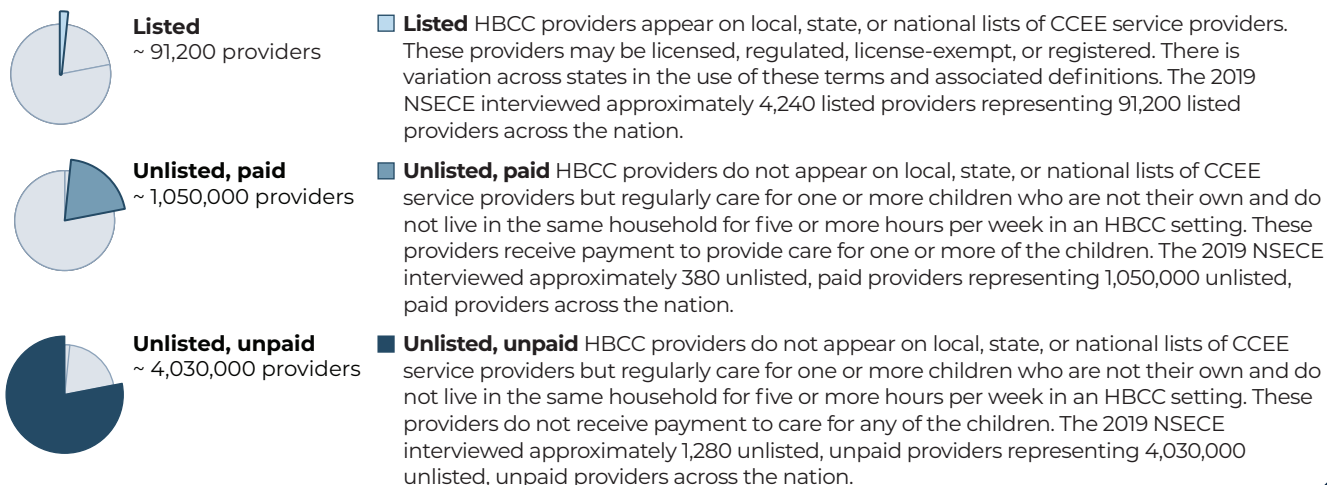 Listed
~ 91,200 providers
Listed HBCC providers appear on local, state, or national lists of CCEE service providers.
These providers may be licensed, regulated, license-exempt, or registered. There is
variation across states in the use of these terms and associated definitions. The 2019
NSECE interviewed approximately 4,240 listed providers representing 91,200 listed
providers across the nation.
Unlisted, paid
~ 1,050,000 providers
Unlisted, paid HBCC providers do not appear on local, state, or national lists of CCEE
service providers but regularly care for one or more children who are not their own and do
not live in the same household for five or more hours per week in an HBCC setting. These
providers receive payment to provide care for one or more of the children. The 2019 NSECE
interviewed approximately 380 unlisted, paid providers representing 1,050,000 unlisted,
paid providers across the nation.
Unlisted, unpaid
~ 4,030,000 providers
Unlisted, unpaid HBCC providers do not appear on local, state, or national lists of CCEE
service providers but regularly care for one or more children who are not their own and do
not live in the same household for five or more hours per week in an HBCC setting. These
providers do not receive payment to care for any of the children. The 2019 NSECE
interviewed approximately 1,280 unlisted, unpaid providers representing 4,030,000
unlisted, unpaid providers across the nation.